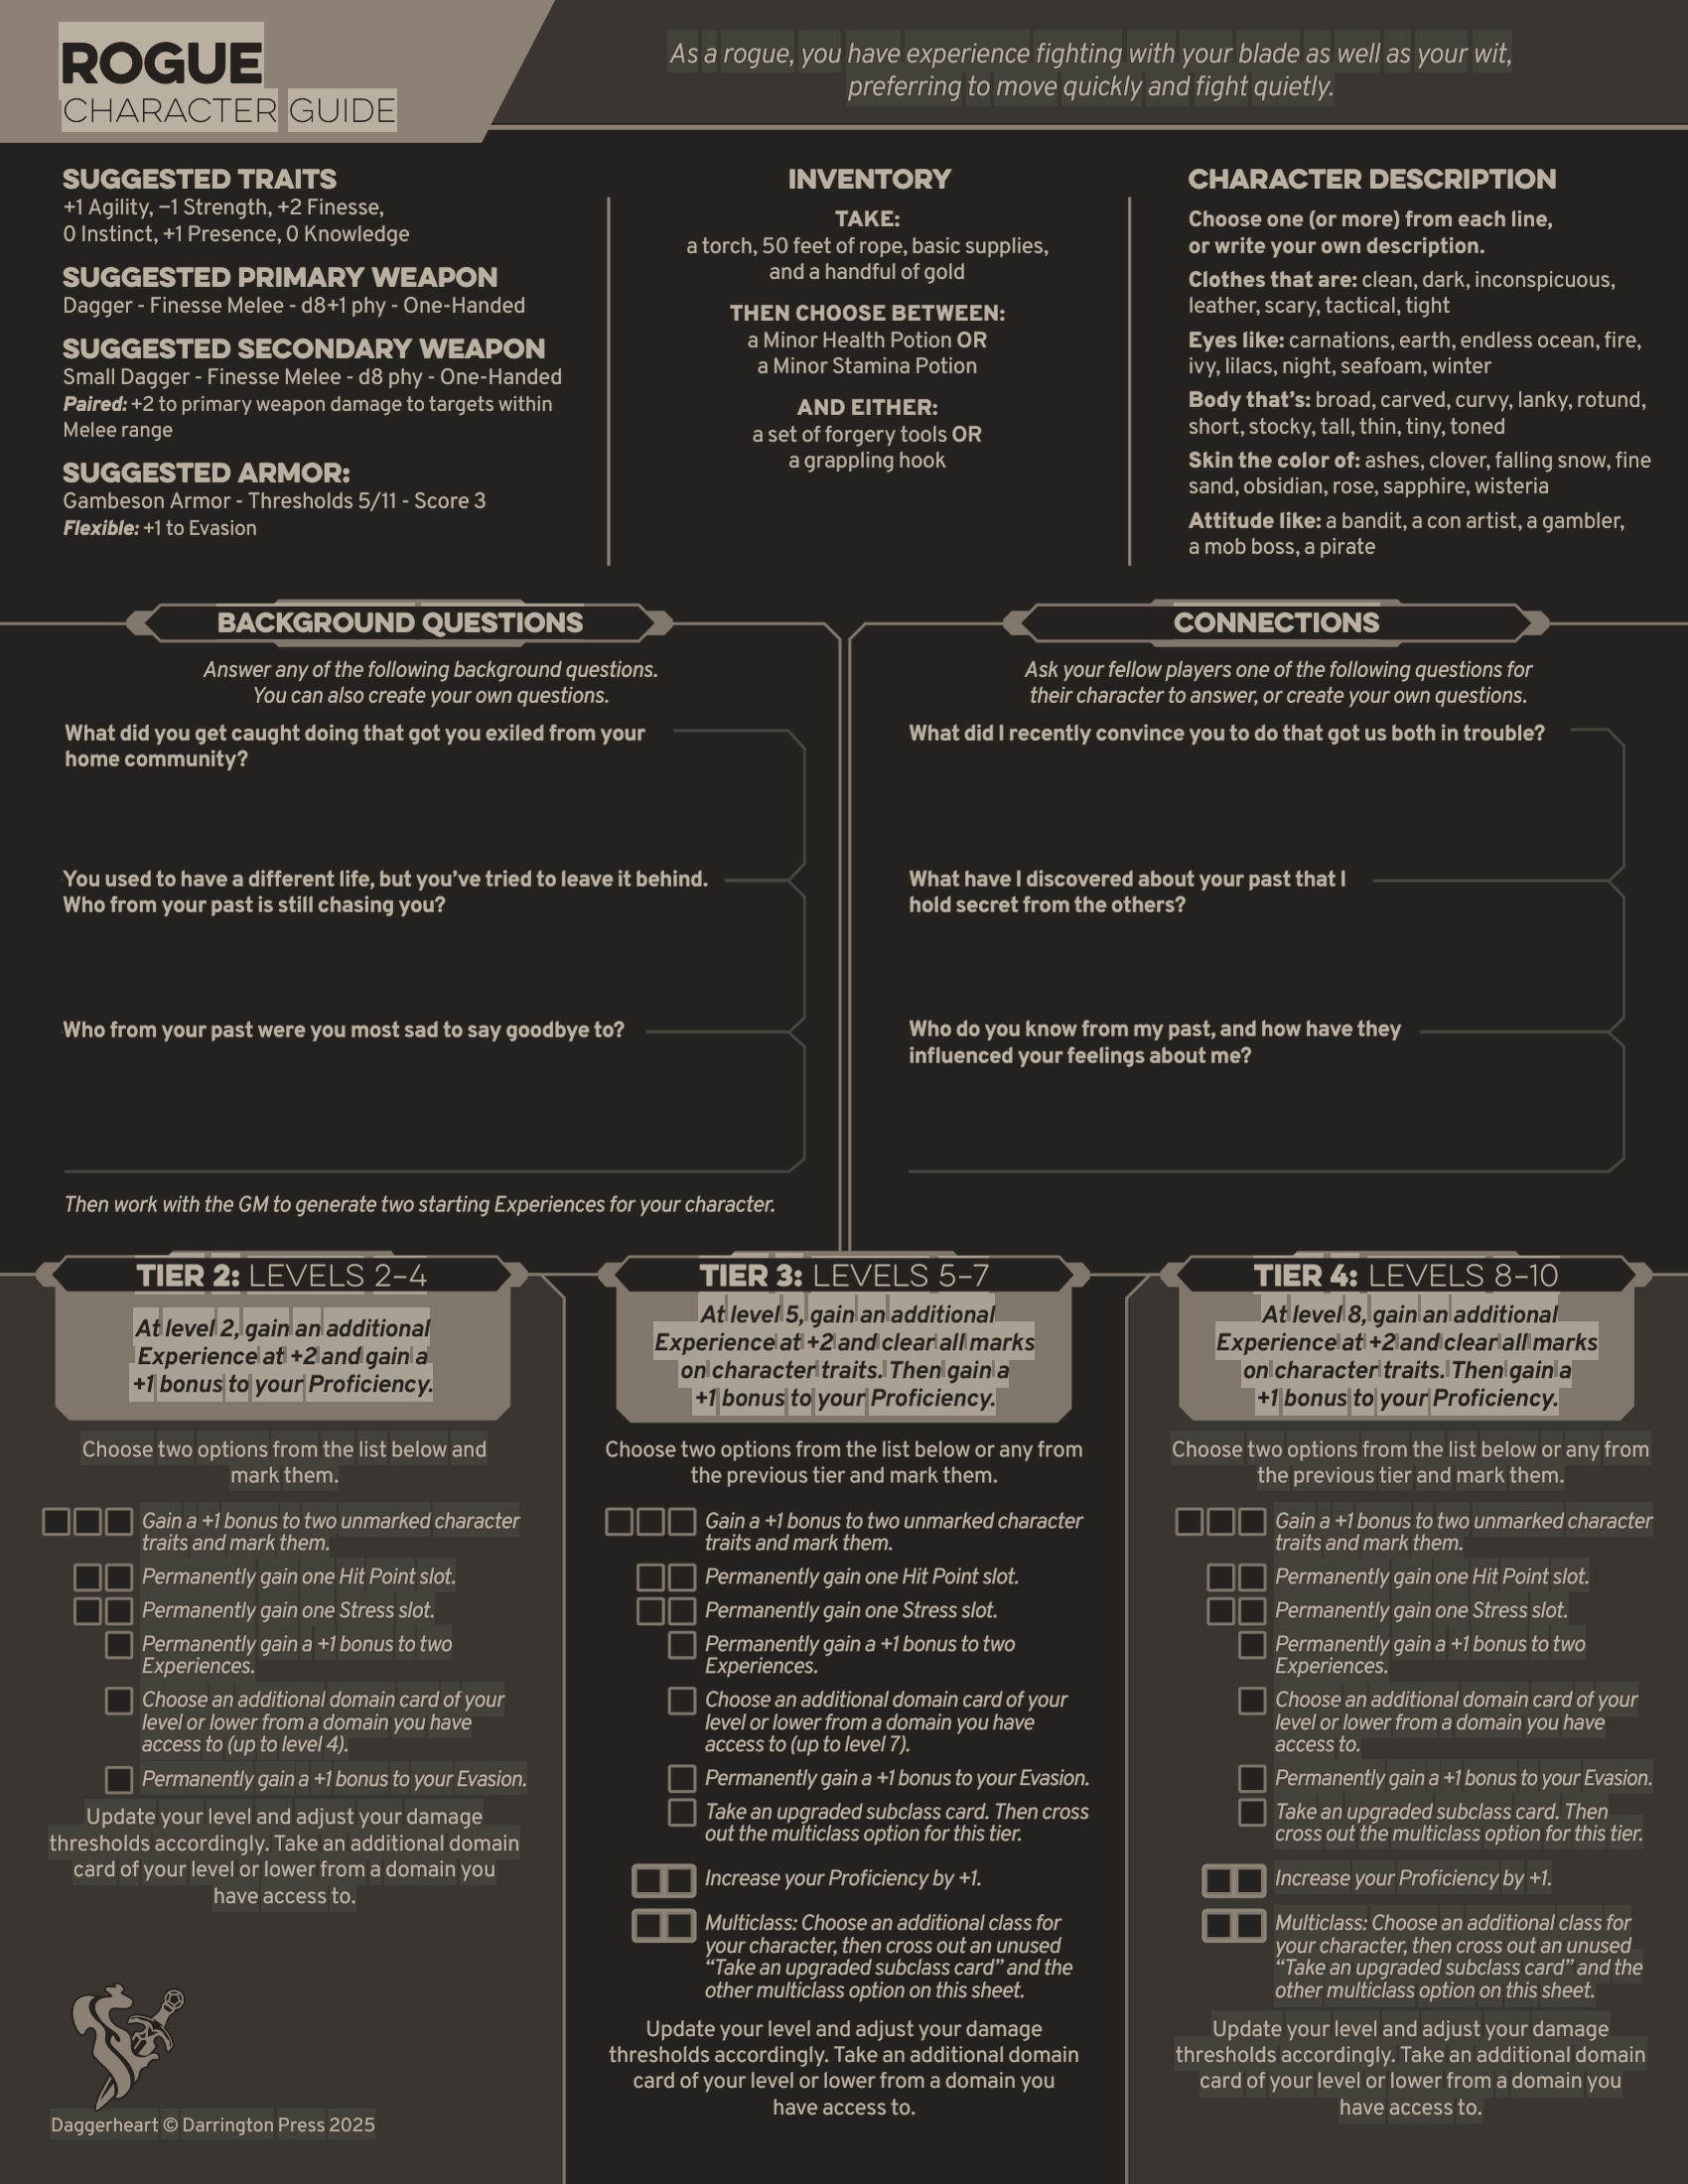 ROGUE
CHARACTER GUIDE
As a rogue, you have experience fighting with your blade as well as your wit,
preferring to move quickly and fight quietly.
SUGGESTED TRAITS
+1 Agility, −1 Strength, +2 Finesse,
0 Instinct, +1 Presence, 0 Knowledge
SUGGESTED PRIMARY WEAPON
Dagger - Finesse Melee - d8+1 phy - One-Handed
SUGGESTED SECONDARY WEAPON
Small Dagger - Finesse Melee - d8 phy - One-Handed
Paired: +2 to primary weapon damage to targets within
Melee range
SUGGESTED ARMOR:
Gambeson Armor - Thresholds 5/11 - Score 3
Flexible: +1 to Evasion
INVENTORY
TAKE:
a torch, 50 feet of rope, basic supplies,
and a handful of gold
THEN CHOOSE BETWEEN:
a Minor Health Potion OR
a Minor Stamina Potion
AND EITHER:
a set of forgery tools OR
a grappling hook
CHARACTER DESCRIPTION
Choose one (or more) from each line,
or write your own description.
Clothes that are: clean, dark, inconspicuous,
leather, scary, tactical, tight
Eyes like: carnations, earth, endless ocean, fire,
ivy, lilacs, night, seafoam, winter
Body that’s: broad, carved, curvy, lanky, rotund,
short, stocky, tall, thin, tiny, toned
Skin the color of: ashes, clover, falling snow, fine
sand, obsidian, rose, sapphire, wisteria
Attitude like: a bandit, a con artist, a gambler,
a mob boss, a pirate
BACKGROUND QUESTIONS
Answer any of the following background questions.
You can also create your own questions.
What did you get caught doing that got you exiled from your
home community?
You used to have a different life, but you’ve tried to leave it behind.
Who from your past is still chasing you?
Who from your past were you most sad to say goodbye to?
Then work with the GM to generate two starting Experiences for your character.
CONNECTIONS
Ask your fellow players one of the following questions for
their character to answer, or create your own questions.
What did I recently convince you to do that got us both in trouble?
What have I discovered about your past that I
hold secret from the others?
Who do you know from my past, and how have they
influenced your feelings about me?
TIER 2: LEVELS 2–4
At level 2, gain an additional
Experience at +2 and gain a
+1 bonus to your Proficiency.
Choose two options from the list below and
mark them.
Gain a +1 bonus to two unmarked character
traits and mark them.
Permanently gain one Hit Point slot.
Permanently gain one Stress slot.
Permanently gain a +1 bonus to two
Experiences.
Choose an additional domain card of your
level or lower from a domain you have
access to (up to level 4).
Permanently gain a +1 bonus to your Evasion.
Update your level and adjust your damage
thresholds accordingly. Take an additional domain
card of your level or lower from a domain you
have access to.
Daggerheart © Darrington Press 2025
TIER 3: LEVELS 5–7
At level 5, gain an additional
Experience at +2 and clear all marks
on character traits. Then gain a
+1 bonus to your Proficiency.
Choose two options from the list below or any from
the previous tier and mark them.
Gain a +1 bonus to two unmarked character
traits and mark them.
Permanently gain one Hit Point slot.
Permanently gain one Stress slot.
Permanently gain a +1 bonus to two
Experiences.
Choose an additional domain card of your
level or lower from a domain you have
access to (up to level 7).
Permanently gain a +1 bonus to your Evasion.
Take an upgraded subclass card. Then cross
out the multiclass option for this tier.
Increase your Proficiency by +1.
Multiclass: Choose an additional class for
your character, then cross out an unused
“Take an upgraded subclass card” and the
other multiclass option on this sheet.
Update your level and adjust your damage
thresholds accordingly. Take an additional domain
card of your level or lower from a domain you
have access to.
TIER 4: LEVELS 8–10
At level 8, gain an additional
Experience at +2 and clear all marks
on character traits. Then gain a
+1 bonus to your Proficiency.
Choose two options from the list below or any from
the previous tier and mark them.
Gain a +1 bonus to two unmarked character
traits and mark them.
Permanently gain one Hit Point slot.
Permanently gain one Stress slot.
Permanently gain a +1 bonus to two
Experiences.
Choose an additional domain card of your
level or lower from a domain you have
access to.
Permanently gain a +1 bonus to your Evasion.
Take an upgraded subclass card. Then
cross out the multiclass option for this tier.
Increase your Proficiency by +1.
Multiclass: Choose an additional class for
your character, then cross out an unused
“Take an upgraded subclass card” and the
other multiclass option on this sheet.
Update your level and adjust your damage
thresholds accordingly. Take an additional domain
card of your level or lower from a domain you
have access to.